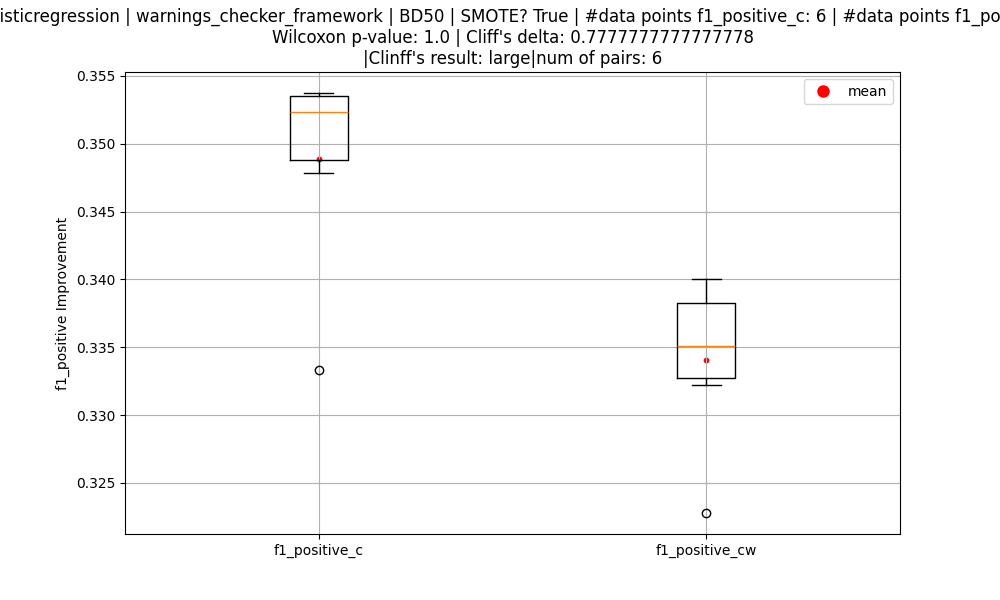 isticregression | warnings_checker_framework | BD50 | SMOTE? True | #data points f1_positive_c: 6 | #data points f1_po
Wilcoxon p-value: 1.0 | Cliff's delta: 0.7777777777777778
|Clinff's result: large|num of pairs: 6
mean
0.355
0.350
0.345
0.340
0.335
0.330
0.325
f1_positive Improvement
f1_positive_c
f1_positive_cw